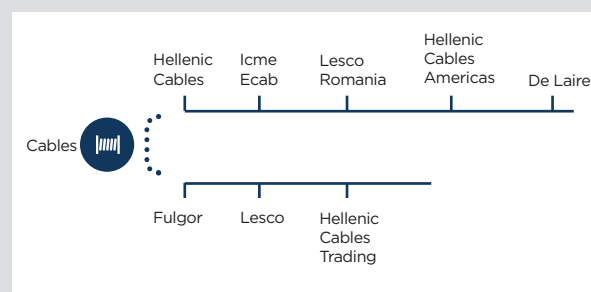 Hellenic
Cables
Icme
Ecab
Lesco
Romania
Hellenic
Cables
Americas
De Laire
Cables
Fulgor
Lesco
Hellenic
Cables
Trading